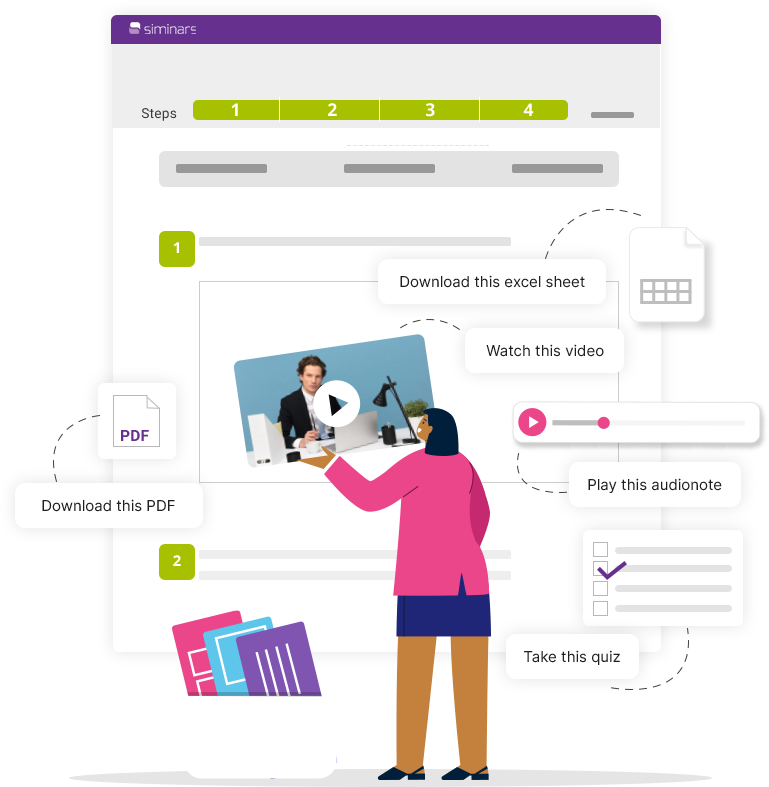 siminars
Steps 1 2 3 4
1
Download this excel sheet
Watch this video
PDF
Play this audionote
Download this PDF
2
Take this quiz